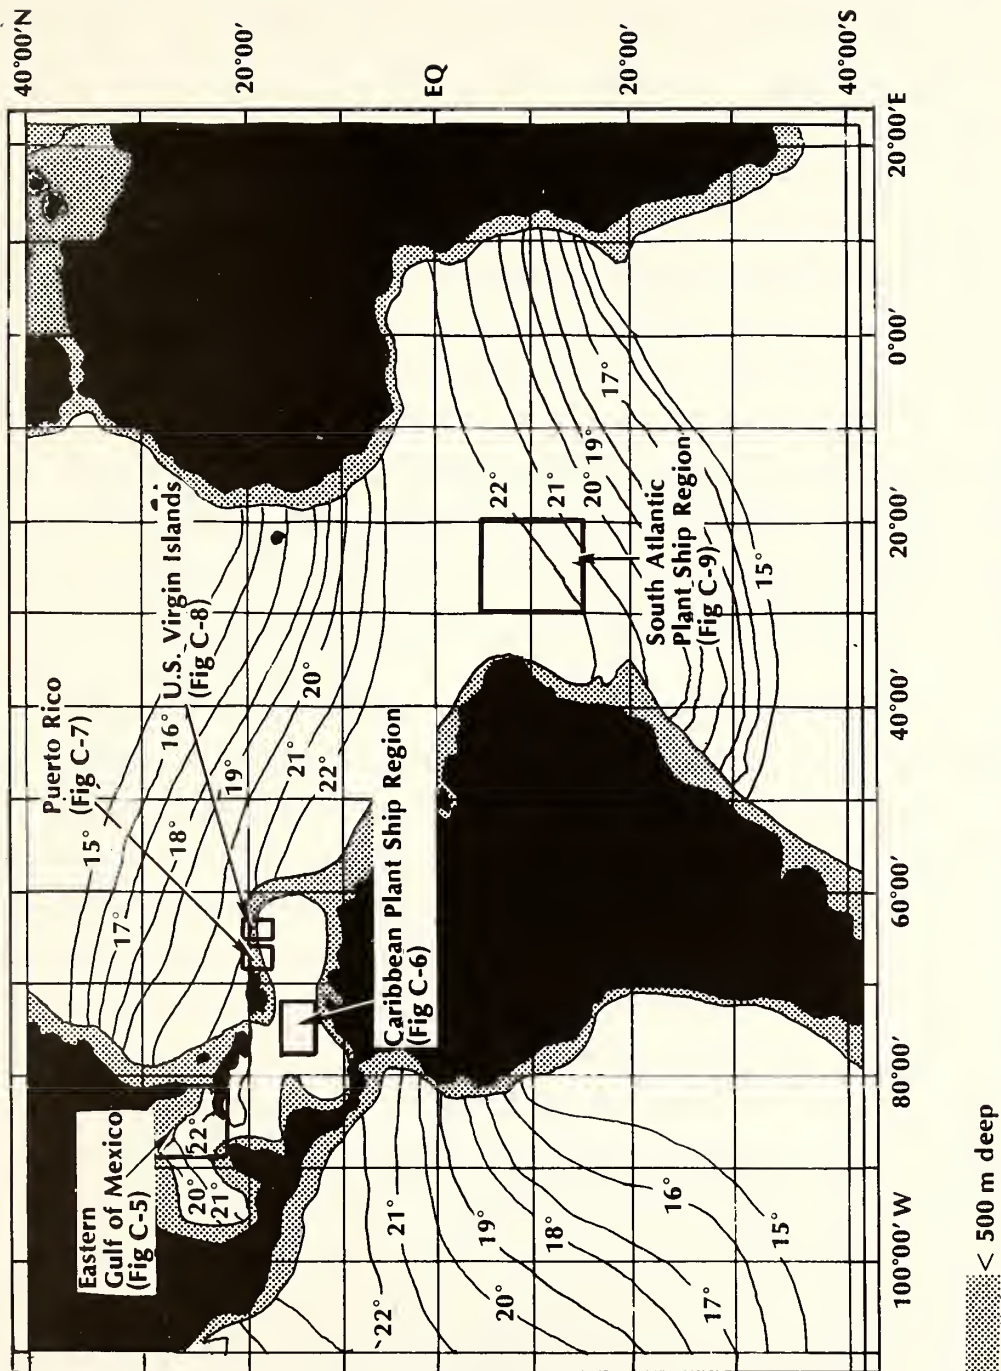 40°00'N
20°00'
EQ
20°00'
40°00'S
Eastern
Gulf of Mexico
(Fig C-5)
Puerto Rico
(Fig C-7)
U.S. Virgin Islands
(Fig C-8)
15°
16°
17°
18°
19°
20°
21°
22°
20°
21°
22°
Caribbean Plant Ship Region
(Fig C-6)
22°
21°
20°
19°
18°
17°
16°
15°
22°
21°
20°
19°
17°
15°
South Atlantic
Plant Ship Region
(Fig C-9)
100°00'W
80°00'
60°00'
40°00'
20°00'
0°00'
20°00'E
< 500 m deep